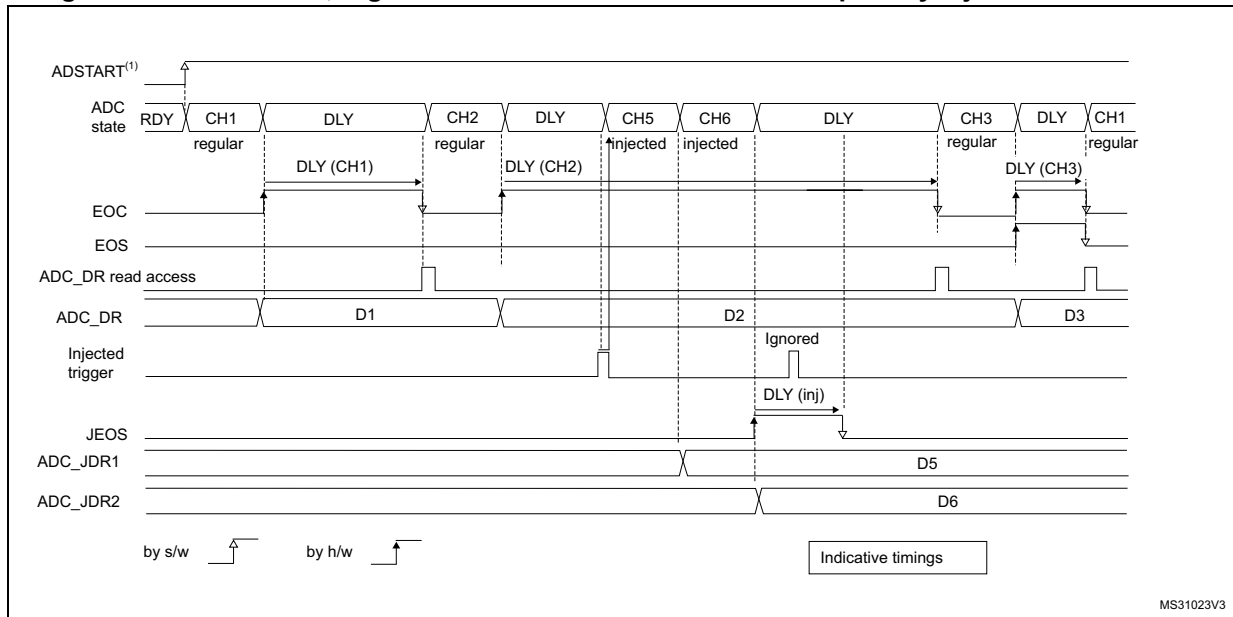 ADSTART(1)
ADC state
RDY CH1 DLY CH2 DLY CH5 CH6 DLY CH3 DLY CH1
regular regular injected injected regular regular
DLY (CH1) DLY (CH2) DLY (CH3)
EOC
EOS
ADC_DR read access
ADC_DR D1 D2 D3
Ignored
Injected trigger
DLY (inj)
JEOS
ADC_JDR1 D5
ADC_JDR2 D6
by s/w by h/w Indicative timings
MS31023V3